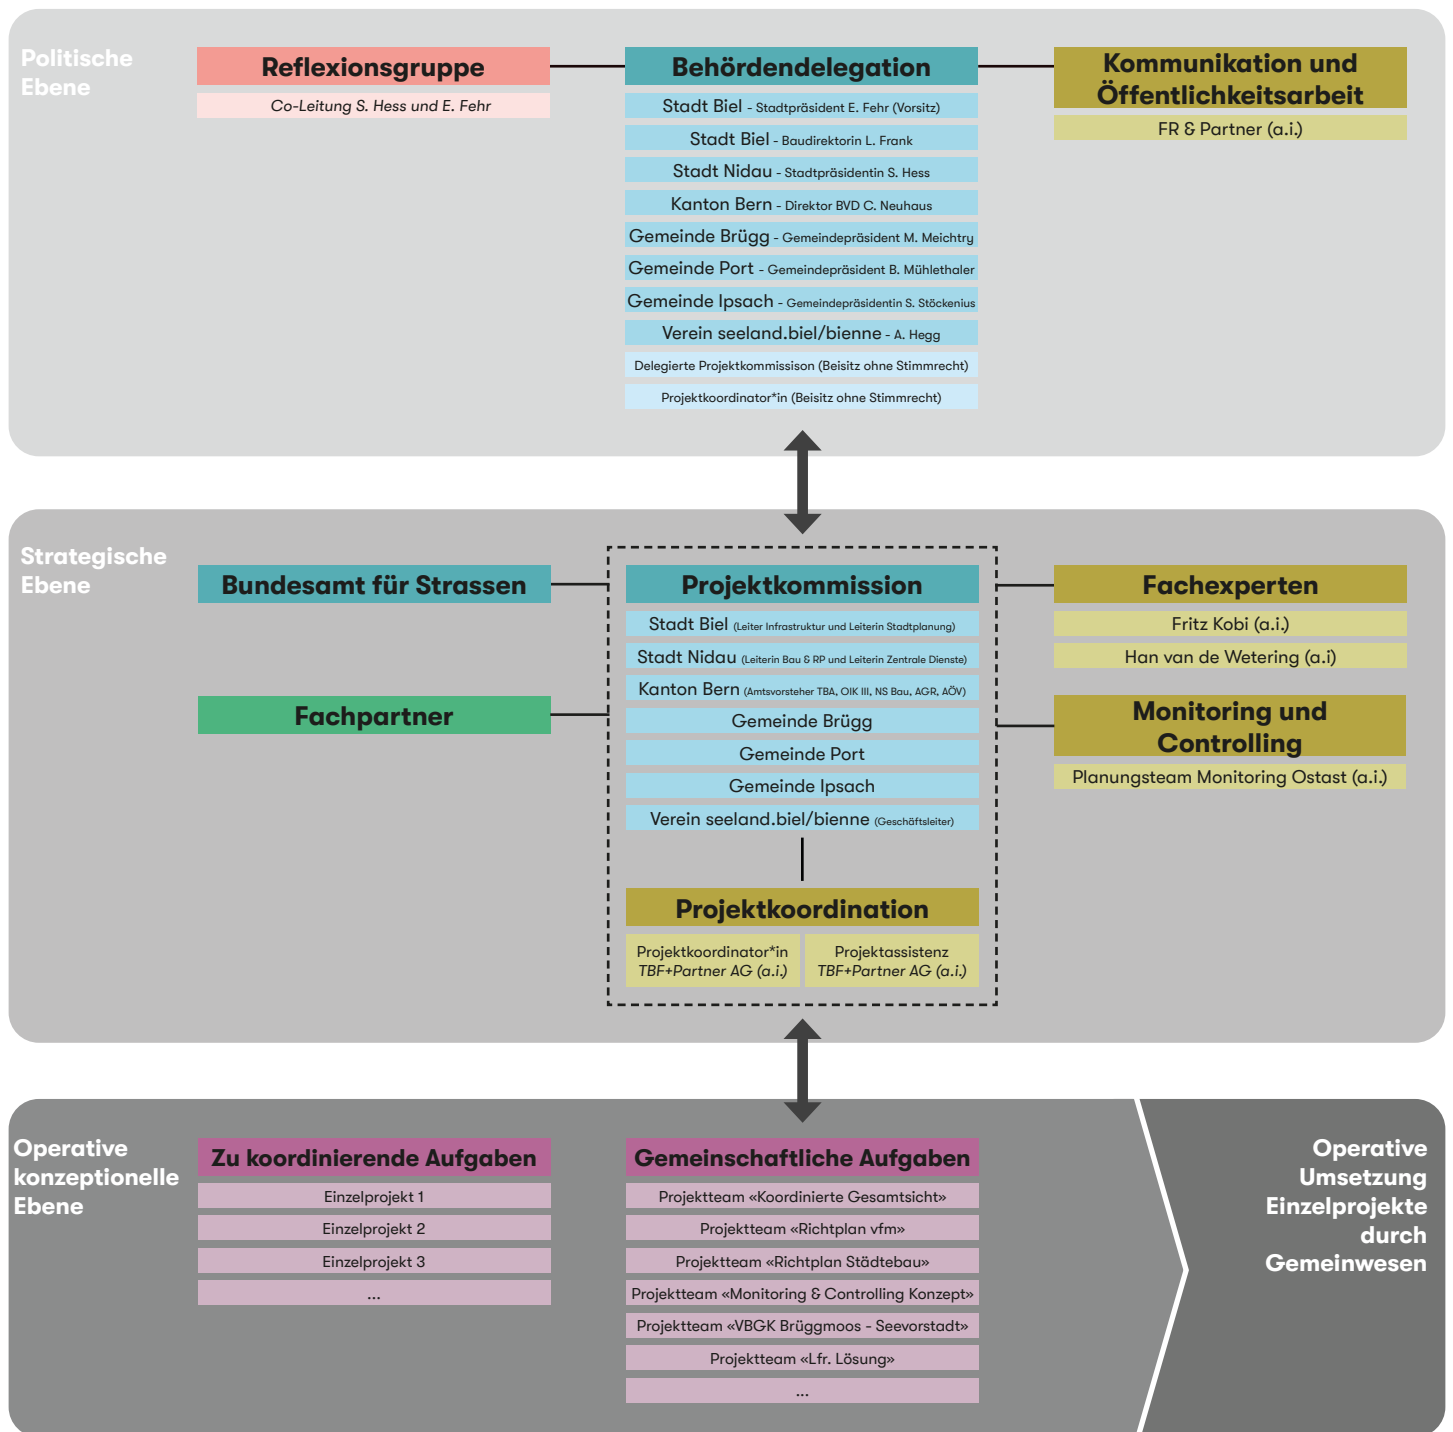 Politische
Ebene
Reflexionsgruppe
Co-Leitung S. Hess und E. Fehr
Behördendelegation
Stadt Biel - Stadtpräsident E. Fehr (Vorsitz)
Stadt Biel - Baudirektorin L. Frank
Stadt Nidau - Stadtpräsidentin S. Hess
Kanton Bern - Direktor BVD C. Neuhaus
Gemeinde Brügg - Gemeindepräsident M. Meichtry
Gemeinde Port - Gemeindepräsident B. Mühlethaler
Gemeinde Ipsach - Gemeindepräsidentin S. Stöckenius
Verein seeland.biel/bienne - A. Hegg
Delegierte Projektkommissison (Beisitz ohne Stimmrecht)
Projektkoordinator*in (Beisitz ohne Stimmrecht)
Kommunikation und
Öffentlichkeitsarbeit
FR & Partner (a.i.)
Strategische
Ebene
Bundesamt für Strassen
Fachpartner
Projektkommission
Stadt Biel (Leiter Infrastruktur und Leiterin Stadtplanung)
Stadt Nidau (Leiterin Bau & RP und Leiterin Zentrale Dienste)
Kanton Bern (Amtsvorsteher TBA, OIK III, NS Bau, AGR, AÖV)
Gemeinde Brügg
Gemeinde Port
Gemeinde Ipsach
Verein seeland.biel/bienne (Geschäftsleiter)
Projektkoordination
Projektkoordinator*in
TBF+Partner AG (a.i.)
Projektassistenz
TBF+Partner AG (a.i.)
Fachexperten
Fritz Kobi (a.i.)
Han van de Wetering (a.i)
Monitoring und
Controlling
Planungsteam Monitoring Ostast (a.i.)
Operative
konzeptionelle
Ebene
Zu koordinierende Aufgaben
Einzelprojekt 1
Einzelprojekt 2
Einzelprojekt 3
...
Gemeinschaftliche Aufgaben
Projektteam «Koordinierte Gesamtsicht»
Projektteam «Richtplan vfm»
Projektteam «Richtplan Städtebau»
Projektteam «Monitoring & Controlling Konzept»
Projektteam «VBGK Brüggmoos - Seevorstadt»
Projektteam «Lfr. Lösung»
...
Operative
Umsetzung
Einzelprojekte
durch
Gemeinwesen